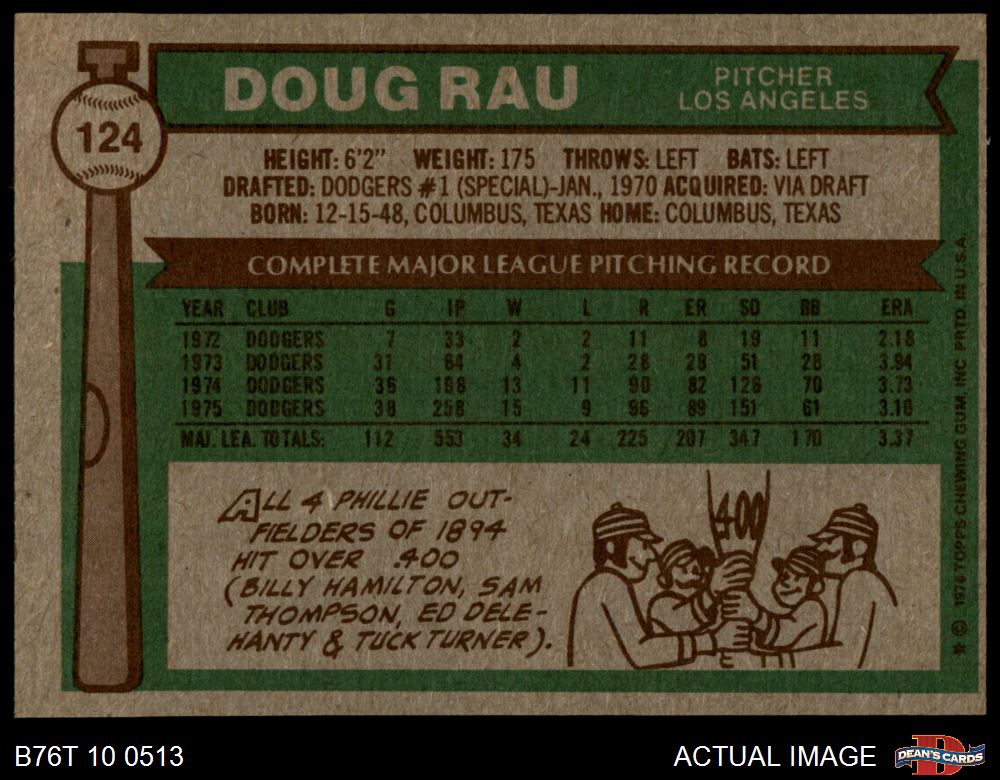 124
DOUG RAU
PITCHER
LOS ANGELES
HEIGHT: 6'2" WEIGHT: 175 THROWS: LEFT BATS: LEFT
DRAFTED: DODGERS #1 (SPECIAL)-JAN., 1970 ACQUIRED: VIA DRAFT
BORN: 12-15-48, COLUMBUS, TEXAS HOME: COLUMBUS, TEXAS
COMPLETE MAJOR LEAGUE PITCHING RECORD
YEAR CLUB G IP W L R ER SO BB ERA
1972 DODGERS 7 33 2 2 11 8 19 11 2.18
1973 DODGERS 31 64 4 2 28 28 51 28 3.94
1974 DODGERS 36 198 13 11 90 82 126 70 3.73
1975 DODGERS 38 258 15 9 96 89 151 61 3.10
MAJ. LEA. TOTALS: 112 553 34 24 225 207 347 170 3.37
ALL 4 PHILLIE OUT-
FIELDERS OF 1894
HIT OVER .400
(BILLY HAMILTON, SAM
THOMPSON, ED DELE-
HANTY & TUCK TURNER).
400
* © 1976 TOPPS CHEWING GUM, INC. PRTD. IN U.S.A.
B76T 10 0513
ACTUAL IMAGE
D
DEAN'S CARDS